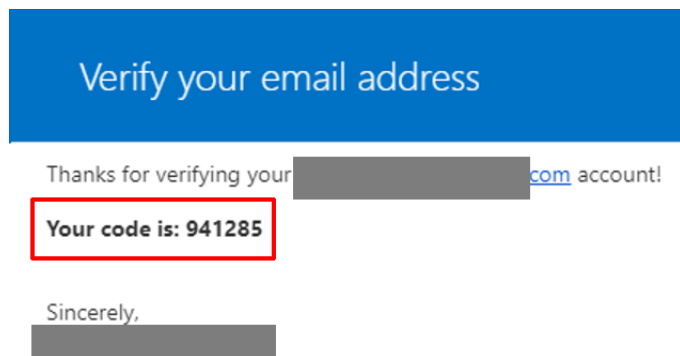 Verify your email address
Thanks for verifying your com account!
Your code is: 941285
Sincerely,